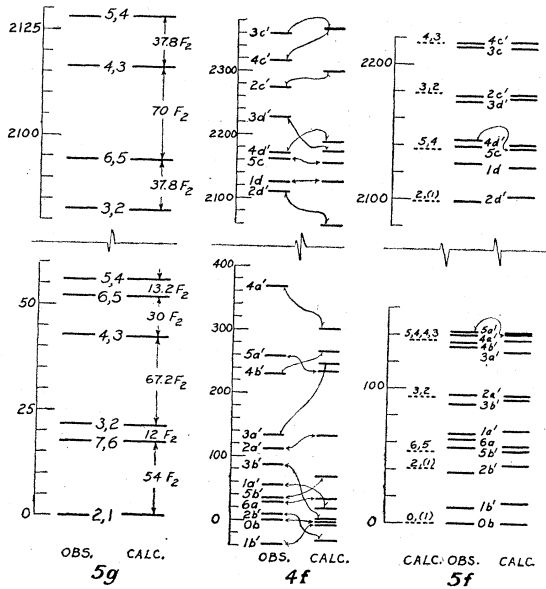 2125
2100
5,4
37.8 F₂
4,3
70 F₂
6,5
37.8 F₂
3,2
50
25
0
5,4
13.2 F₂
6,5
30 F₂
4,3
67.2 F₂
3,2
12 F₂
7,6
54 F₂
2,1
OBS. CALC.
5g
2300
2200
2100
3c'
4c'
2c'
3d'
4d'
5c
1d
2d'
400
300
200
100
0
4a'
5a'
4b'
3a'
2a'
3b'
1a'
5b'
6a
2b'
0b
1b'
OBS. CALC.
4f
2200
2100
4,3
3,2
5,4
2,(1)
4c'
3c
2c'
3d'
4d'
5c
1d
2d'
100
0
5,4,4,3
3,2
6,5
2,(1)
0,(1)
5a'
4a'
4b'
3a'
2a'
3b'
1a'
6a
5b'
2b'
1b'
0b
CALC. OBS. CALC.
5f